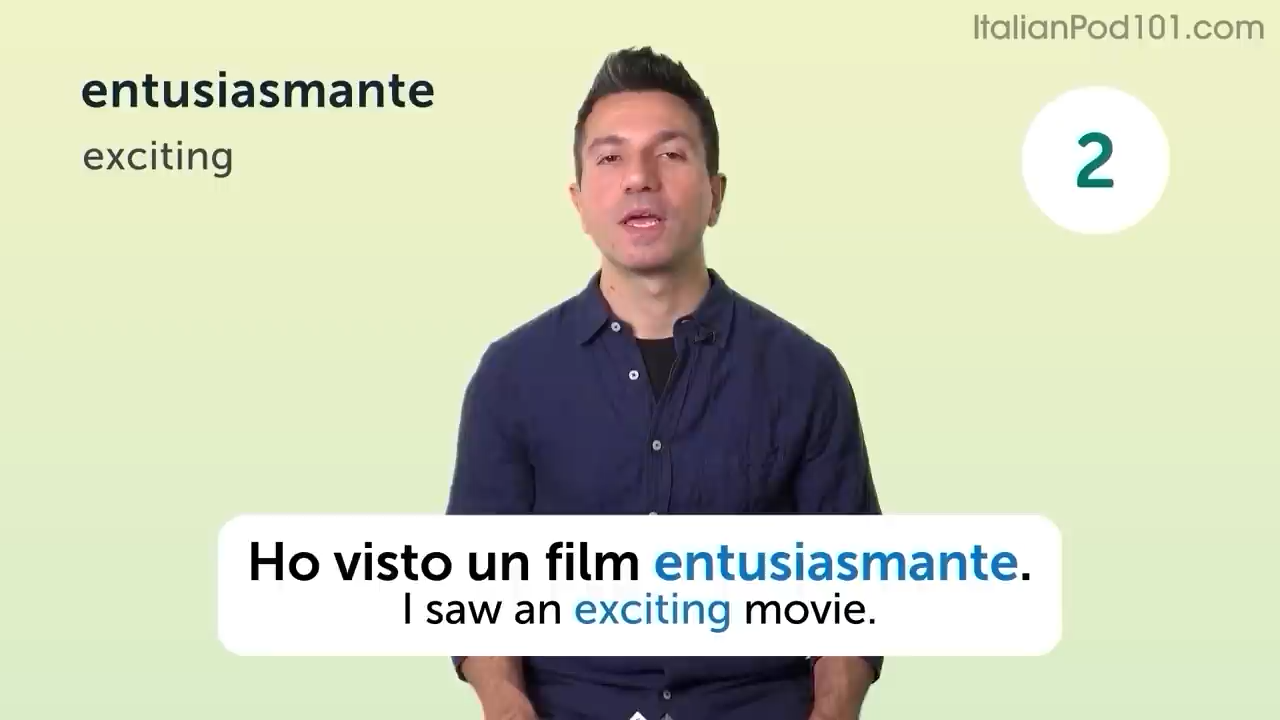 ItalianPod101.com
entusiasmante
exciting
2
Ho visto un film entusiasmante.
I saw an exciting movie.